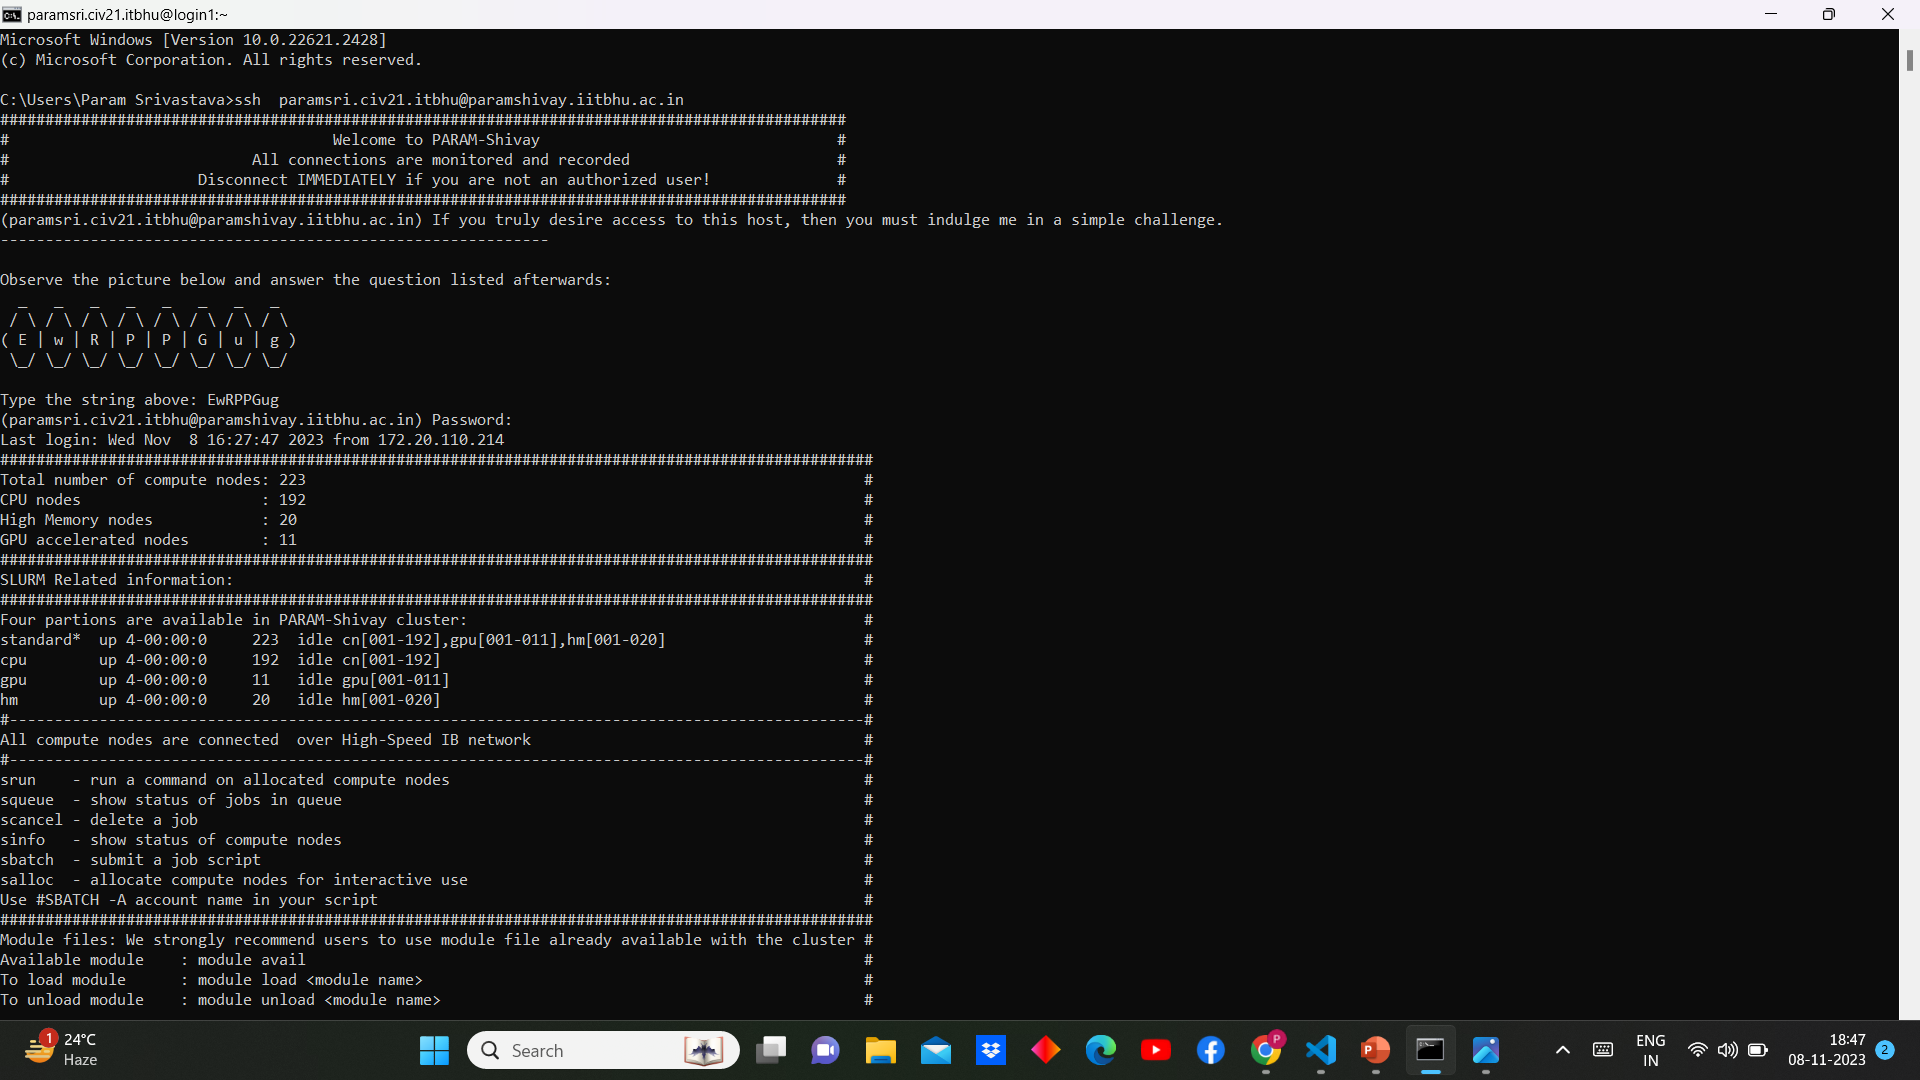 paramsri.civ21.itbhu@login1:~
Microsoft Windows [Version 10.0.22621.2428]
(c) Microsoft Corporation. All rights reserved.
C:\Users\Param Srivastava>ssh  paramsri.civ21.itbhu@paramshivay.iitbhu.ac.in
##############################################################################################
#                                    Welcome to PARAM-Shivay                                 #
#                           All connections are monitored and recorded                       #
#                     Disconnect IMMEDIATELY if you are not an authorized user!              #
##############################################################################################
(paramsri.civ21.itbhu@paramshivay.iitbhu.ac.in) If you truly desire access to this host, then you must indulge me in a simple challenge.
-------------------------------------------------------------
Observe the picture below and answer the question listed afterwards:
  _   _   _   _   _   _   _   _
 / \ / \ / \ / \ / \ / \ / \ / \
( E | w | R | P | P | G | u | g )
 \_/ \_/ \_/ \_/ \_/ \_/ \_/ \_/
Type the string above: EwRPPGug
(paramsri.civ21.itbhu@paramshivay.iitbhu.ac.in) Password:
Last login: Wed Nov  8 16:27:47 2023 from 172.20.110.214
#################################################################################################
Total number of compute nodes: 223                                                              #
CPU nodes                    : 192                                                              #
High Memory nodes            : 20                                                               #
GPU accelerated nodes        : 11                                                               #
#################################################################################################
SLURM Related information:                                                                      #
#################################################################################################
Four partions are available in PARAM-Shivay cluster:                                            #
standard*  up 4-00:00:0     223  idle cn[001-192],gpu[001-011],hm[001-020]                      #
cpu        up 4-00:00:0     192  idle cn[001-192]                                               #
gpu        up 4-00:00:0     11   idle gpu[001-011]                                              #
hm         up 4-00:00:0     20   idle hm[001-020]                                               #
#-----------------------------------------------------------------------------------------------#
All compute nodes are connected  over High-Speed IB network                                     #
#-----------------------------------------------------------------------------------------------#
srun    - run a command on allocated compute nodes                                              #
squeue  - show status of jobs in queue                                                          #
scancel - delete a job                                                                          #
sinfo   - show status of compute nodes                                                          #
sbatch  - submit a job script                                                                   #
salloc  - allocate compute nodes for interactive use                                            #
Use #SBATCH -A account name in your script                                                      #
#################################################################################################
Module files: We strongly recommend users to use module file already available with the cluster #
Available module    : module avail                                                              #
To load module      : module load <module name>                                                 #
To unload module    : module unload <module name>                                               #
1
24°C
Haze
Search
P
ENG
IN
18:47
08-11-2023
2